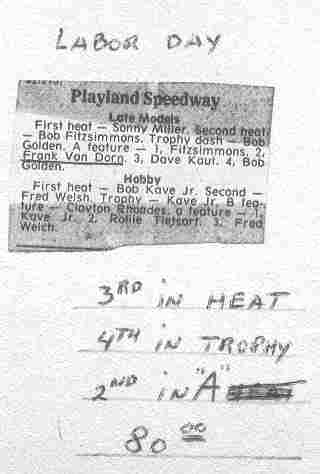 LABOR DAY
Playland Speedway
Late Models
First heat — Sonny Miller. Second heat
— Bob Fitzsimmons. Trophy dash — Bob
Golden. A feature — 1, Fitzsimmons, 2,
Frank Von Dorn. 3, Dave Kaut. 4, Bob
Golden.
Hobby
First heat — Bob Kave Jr. Second —
Fred Welsh. Trophy — Kave Jr. B fea-
ture — Clayton Rhoades. a feature — 1,
Kave Jr. 2, Rollie Tietsort. 3, Fred
Welch.
3RD IN HEAT
4TH IN TROPHY
2ND IN "A"
80 00